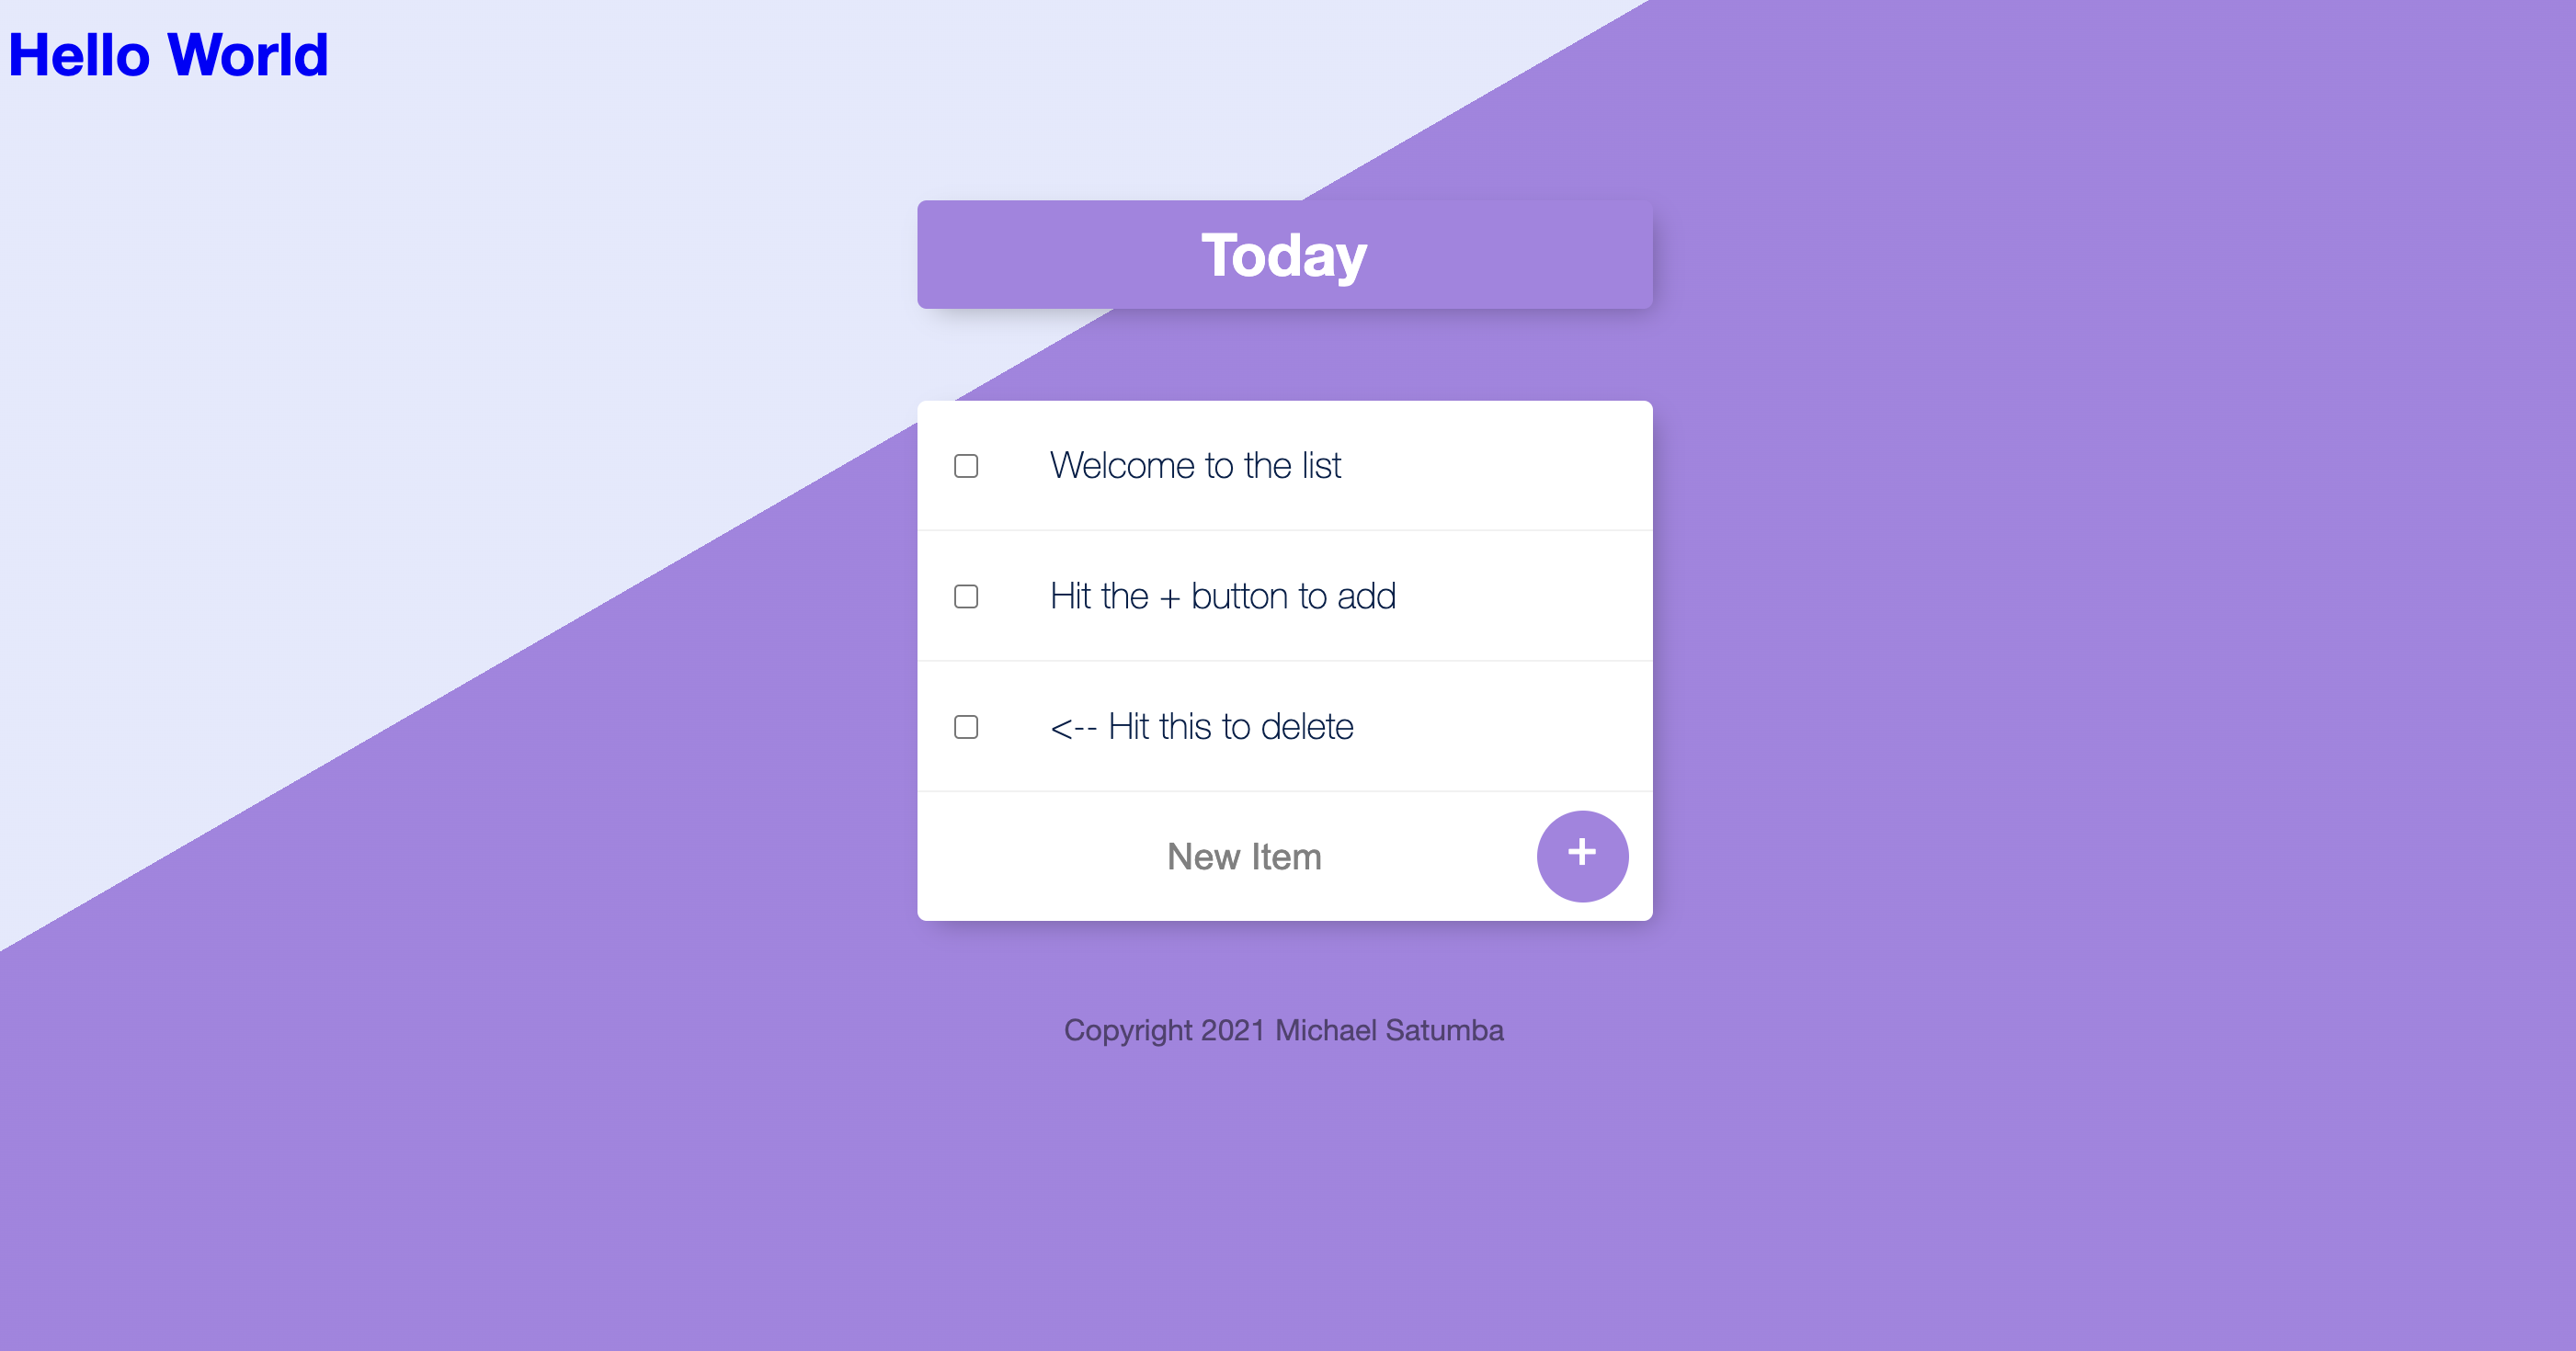 Hello World
Today
Welcome to the list
Hit the + button to add
<-- Hit this to delete
New Item
+
Copyright 2021 Michael Satumba